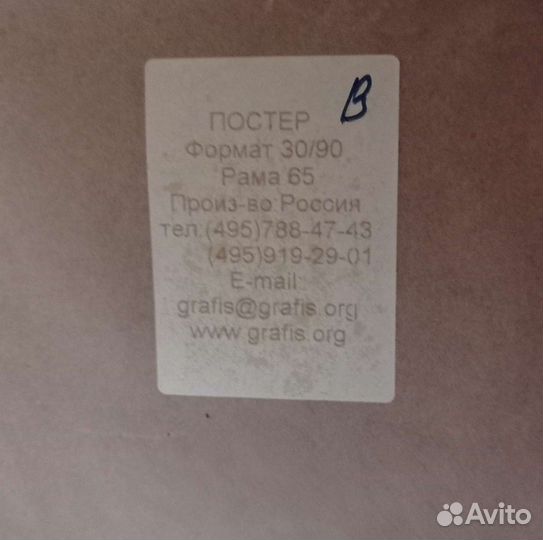 В
ПОСТЕР
Формат 30/90
Рама 65
Произ-во:Россия
тел.(495)788-47-43
(495)919-29-01
E-mail:
grafis@grafis.org
www.grafis.org
Avito